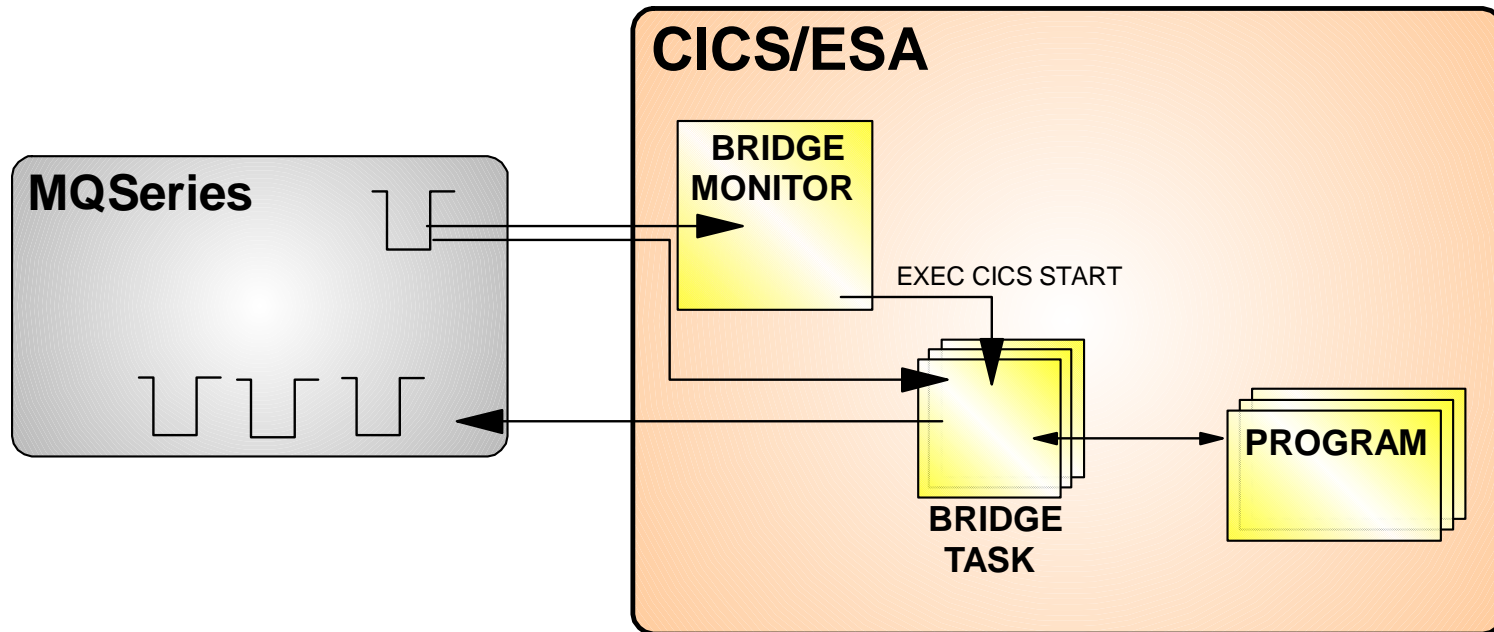 CICS/ESA
MQSeries
BRIDGE
MONITOR
EXEC CICS START
PROGRAM
BRIDGE
TASK